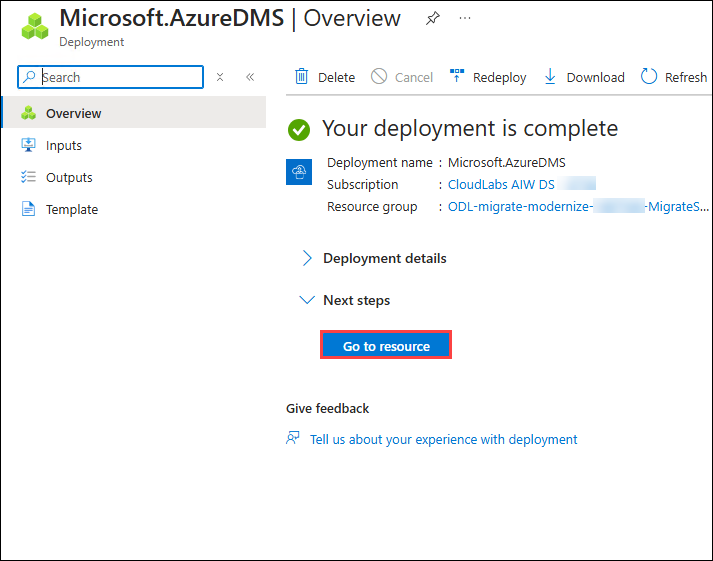 Microsoft.AzureDMS | Overview
Deployment
Search
Delete
Cancel
Redeploy
Download
Refresh
Overview
Inputs
Outputs
Template
Your deployment is complete
Deployment name : Microsoft.AzureDMS
Subscription : CloudLabs AIW DS
Resource group : ODL-migrate-modernize- -MigrateS...
Deployment details
Next steps
Go to resource
Give feedback
Tell us about your experience with deployment